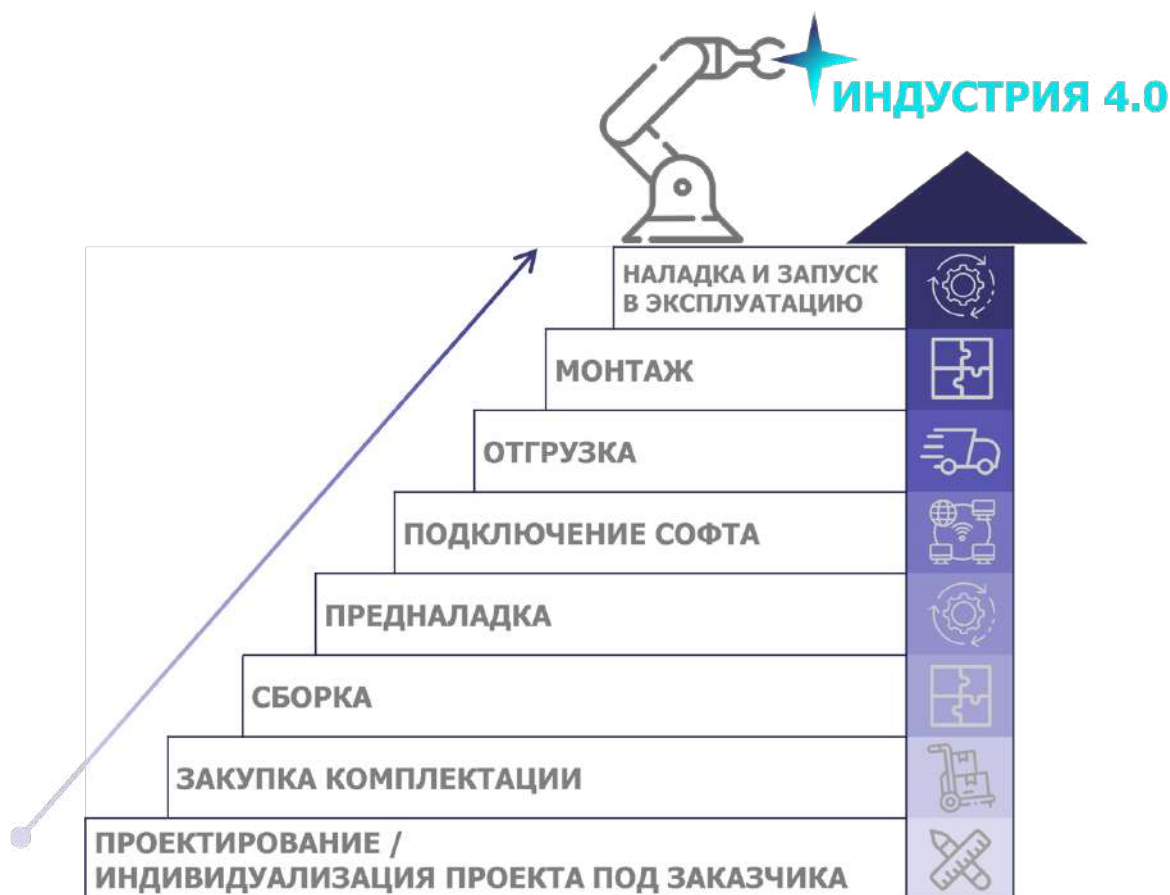 ИНДУСТРИЯ 4.0
НАЛАДКА И ЗАПУСК
В ЭКСПЛУАТАЦИЮ
МОНТАЖ
ОТГРУЗКА
ПОДКЛЮЧЕНИЕ СОФТА
ПРЕДНАЛАДКА
СБОРКА
ЗАКУПКА КОМПЛЕКТАЦИИ
ПРОЕКТИРОВАНИЕ /
ИНДИВИДУАЛИЗАЦИЯ ПРОЕКТА ПОД ЗАКАЗЧИКА